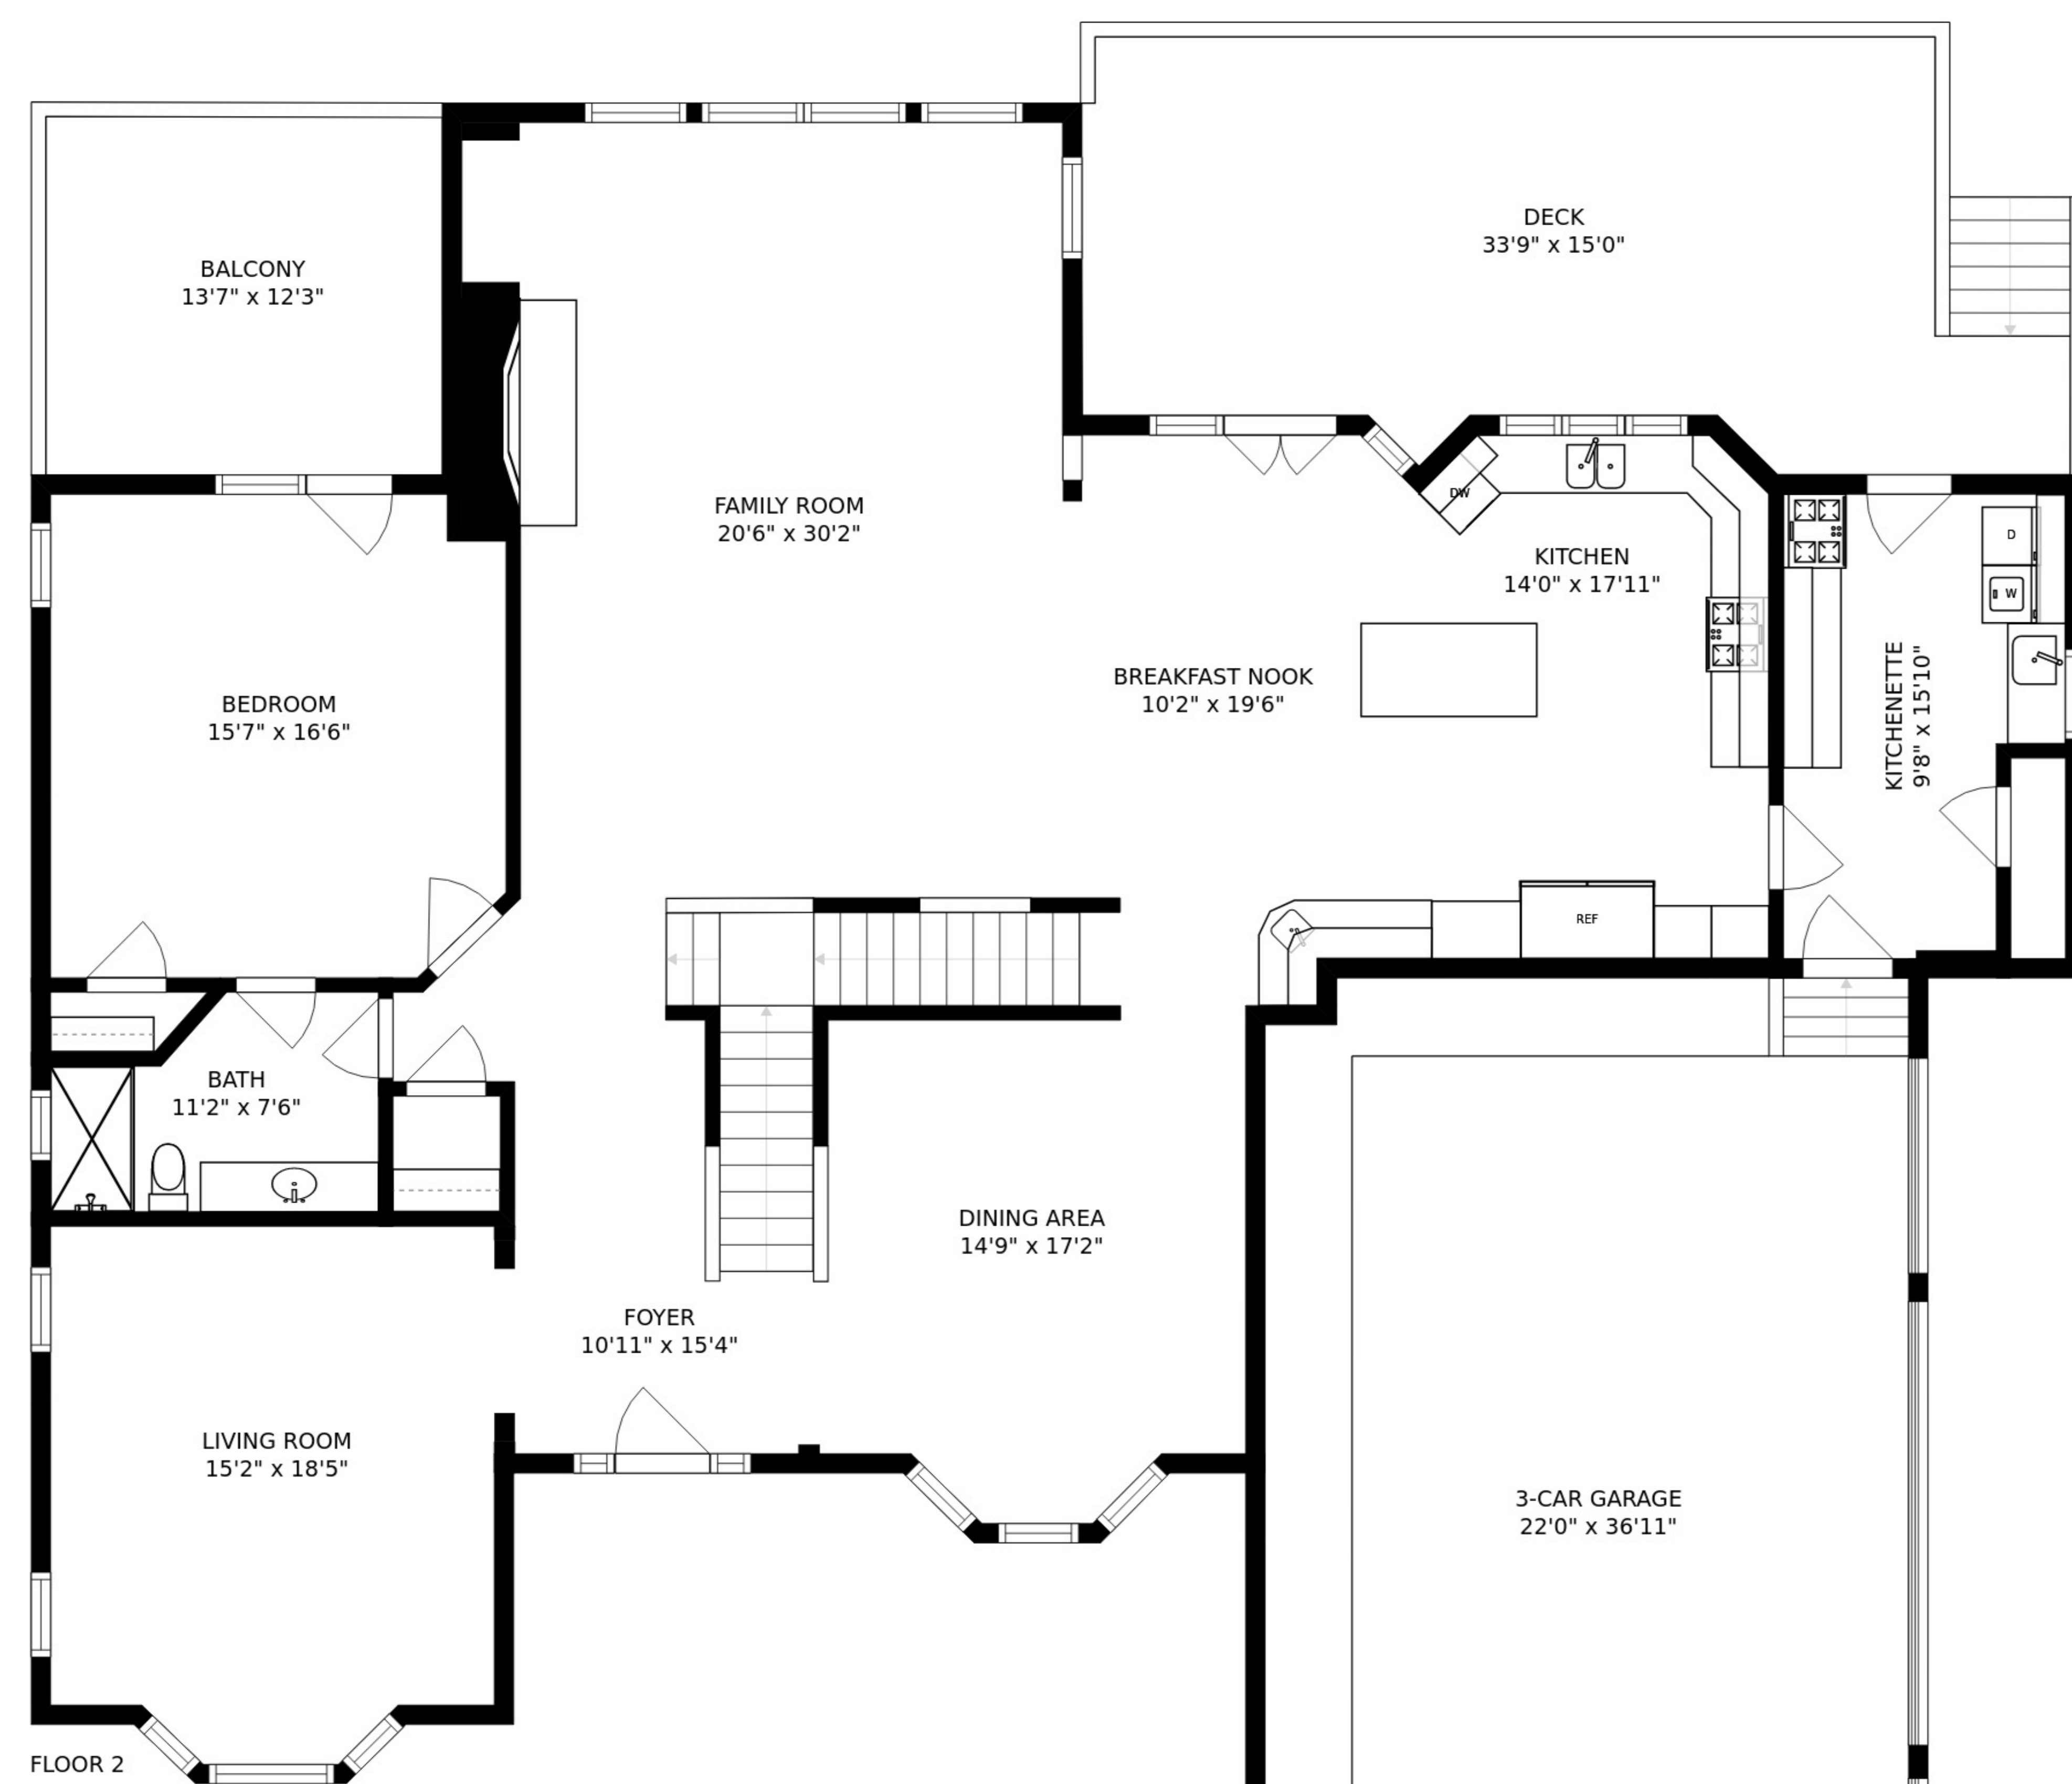 DECK
33'9" x 15'0"
BALCONY
13'7" x 12'3"
FAMILY ROOM
20'6" x 30'2"
DW
KITCHEN
14'0" x 17'11"
D
W
BREAKFAST NOOK
10'2" x 19'6"
KITCHENETTE
9'8" x 15'10"
BEDROOM
15'7" x 16'6"
REF
BATH
11'2" x 7'6"
DINING AREA
14'9" x 17'2"
FOYER
10'11" x 15'4"
LIVING ROOM
15'2" x 18'5"
3-CAR GARAGE
22'0" x 36'11"
FLOOR 2